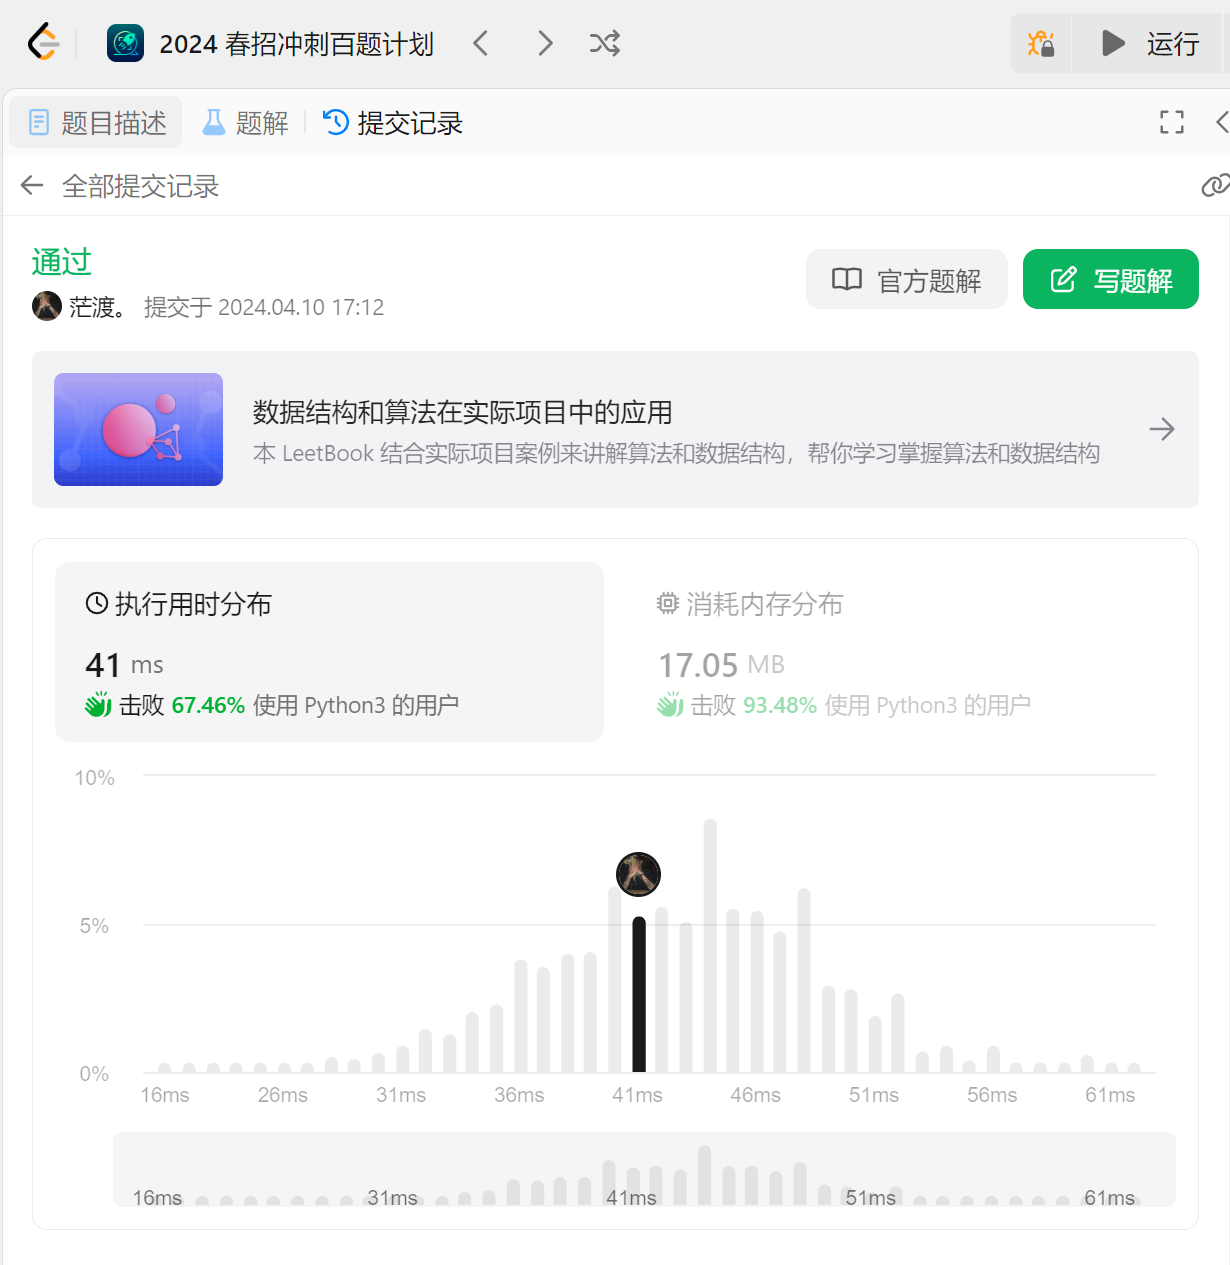 2024 春招冲刺百题计划
运行
题目描述 题解 提交记录
全部提交记录
通过
茫渡。 提交于 2024.04.10 17:12
官方题解 写题解
数据结构和算法在实际项目中的应用
本 LeetBook 结合实际项目案例来讲解算法和数据结构，帮你学习掌握算法和数据结构
执行用时分布
41 ms
击败 67.46% 使用 Python3 的用户
消耗内存分布
17.05 MB
击败 93.48% 使用 Python3 的用户
10%
5%
0%
16ms 26ms 31ms 36ms 41ms 46ms 51ms 56ms 61ms
16ms 31ms 41ms 51ms 61ms